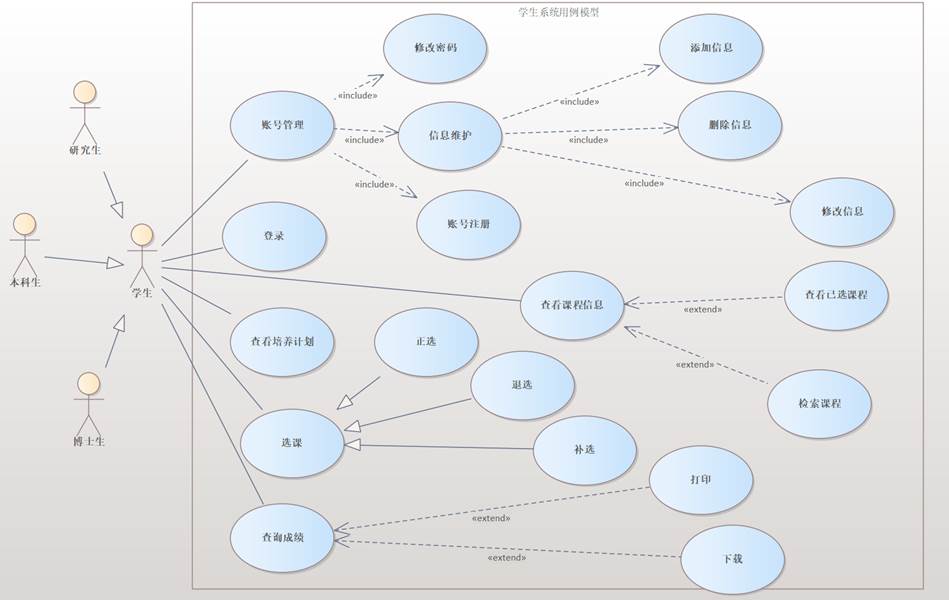 学生系统用例模型
修改密码
添加信息
«include»
«include»
研究生
账号管理
信息维护
删除信息
«include»
«include»
«include»
«include»
账号注册
修改信息
本科生
学生
登录
查看课程信息
查看已选课程
«extend»
查看培养计划
正选
«extend»
退选
检索课程
博士生
选课
补选
打印
«extend»
查询成绩
«extend»
下载